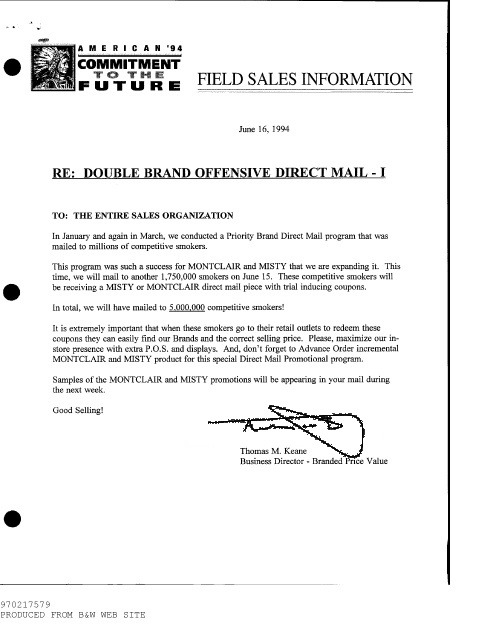 AMERICAN '94
COMMITMENT
TO THE
FUTURE
FIELD SALES INFORMATION
June 16, 1994
RE: DOUBLE BRAND OFFENSIVE DIRECT MAIL - I
TO: THE ENTIRE SALES ORGANIZATION
In January and again in March, we conducted a Priority Brand Direct Mail program that was
mailed to millions of competitive smokers.
This program was such a success for MONTCLAIR and MISTY that we are expanding it. This
time, we will mail to another 1,750,000 smokers on June 15. These competitive smokers will
be receiving a MISTY or MONTCLAIR direct mail piece with trial inducing coupons.
In total, we will have mailed to 5,000,000 competitive smokers!
It is extremely important that when these smokers go to their retail outlets to redeem these
coupons they can easily find our Brands and the correct selling price. Please, maximize our in-
store presence with extra P.O.S. and displays. And, don't forget to Advance Order incremental
MONTCLAIR and MISTY product for this special Direct Mail Promotional program.
Samples of the MONTCLAIR and MISTY promotions will be appearing in your mail during
the next week.
Good Selling!
Thomas M. Keane
Business Director - Branded Price Value
970217579
PRODUCED FROM B&W WEB SITE